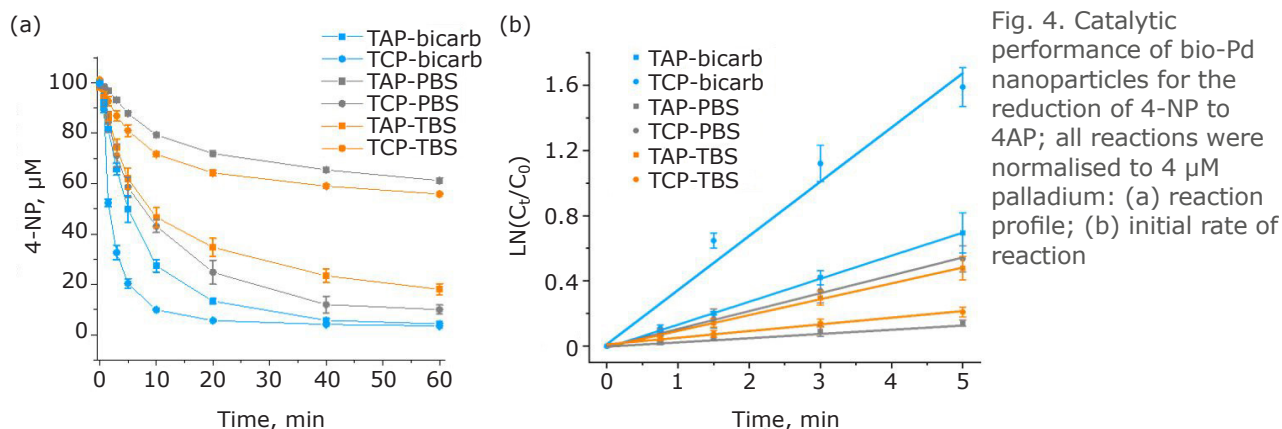 (a)
TAP-bicarb
TCP-bicarb
TAP-PBS
TCP-PBS
TAP-TBS
TCP-TBS
100
80
60
40
20
0
4-NP, µM
0 10 20 30 40 50 60
Time, min
(b)
TAP-bicarb
TCP-bicarb
TAP-PBS
TCP-PBS
TAP-TBS
TCP-TBS
1.6
1.2
0.8
0.4
0
LN(Cₜ/C₀)
0 1 2 3 4 5
Time, min
Fig. 4. Catalytic
performance of bio-Pd
nanoparticles for the
reduction of 4-NP to
4AP; all reactions were
normalised to 4 µM
palladium: (a) reaction
profile; (b) initial rate of
reaction